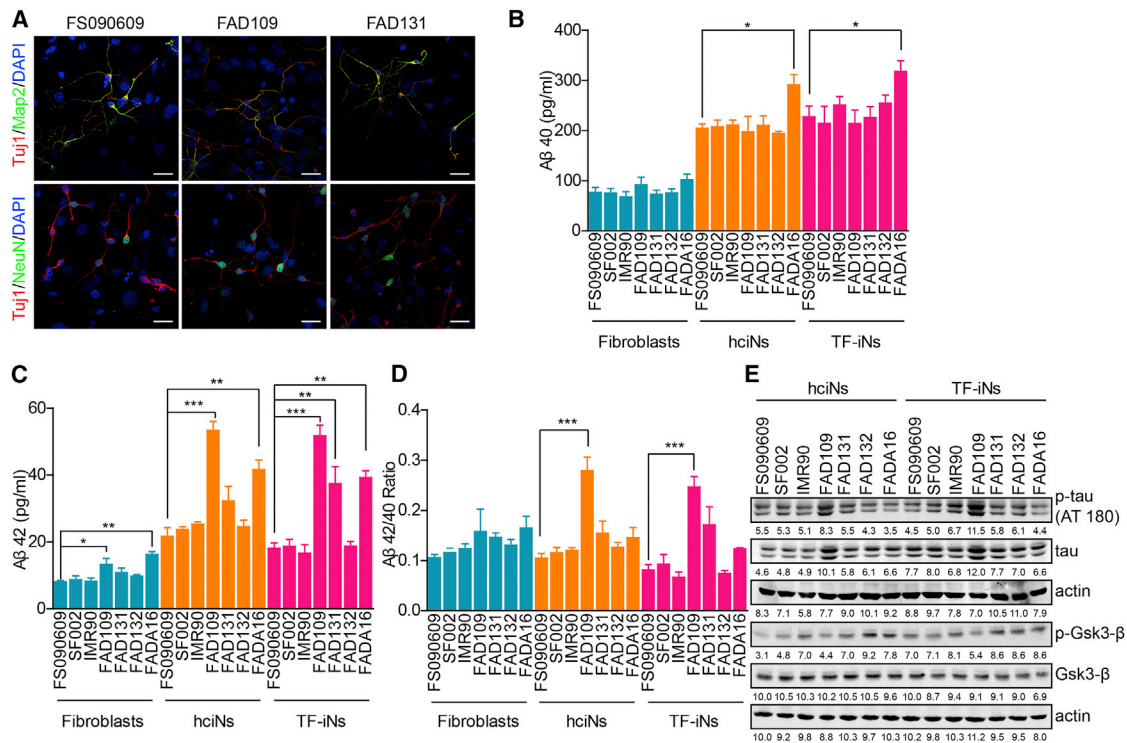 A
FS090609
FAD109
FAD131
Tuj1/Map2/DAPI
Tuj1/NeuN/DAPI
B
Aβ 40 (pg/ml)
400
300
200
100
0
*
*
FS090609
SF002
IMR90
FAD109
FAD131
FAD132
FADA16
FS090609
SF002
IMR90
FAD109
FAD131
FAD132
FADA16
FS090609
SF002
IMR90
FAD109
FAD131
FAD132
FADA16
Fibroblasts
hciNs
TF-iNs
C
Aβ 42 (pg/ml)
60
40
20
0
**
*
**
***
**
**
***
FS090609
SF002
IMR90
FAD109
FAD131
FAD132
FADA16
FS090609
SF002
IMR90
FAD109
FAD131
FAD132
FADA16
FS090609
SF002
IMR90
FAD109
FAD131
FAD132
FADA16
Fibroblasts
hciNs
TF-iNs
D
Aβ 42/40 Ratio
0.4
0.3
0.2
0.1
0.0
***
***
FS090609
SF002
IMR90
FAD109
FAD131
FAD132
FADA16
FS090609
SF002
IMR90
FAD109
FAD131
FAD132
FADA16
FS090609
SF002
IMR90
FAD109
FAD131
FAD132
FADA16
Fibroblasts
hciNs
TF-iNs
E
hciNs TF-iNs
FS090609
SF002
IMR90
FAD109
FAD131
FAD132
FADA16
FS090609
SF002
IMR90
FAD109
FAD131
FAD132
FADA16
p-tau
(AT 180)
5.5 5.3 5.1 8.3 5.5 4.3 3.5 4.5 5.0 6.7 11.5 5.8 6.1 4.4
tau
4.6 4.8 4.9 10.1 5.8 6.1 6.6 7.7 8.0 6.8 12.0 7.7 7.0 6.6
actin
8.3 7.1 5.8 7.7 9.0 10.1 9.2 8.8 9.7 7.8 7.0 10.5 11.0 7.9
p-Gsk3-β
3.1 4.8 7.0 4.4 7.0 9.2 7.8 7.0 7.1 8.1 5.4 8.6 8.6 8.6
Gsk3-β
10.0 10.5 10.3 10.2 10.5 10.5 9.6 10.2 8.7 9.4 9.1 9.1 9.0 6.9
actin
10.0 9.2 9.8 8.8 10.3 9.7 10.3 10.2 9.8 10.3 11.2 9.5 9.5 8.0